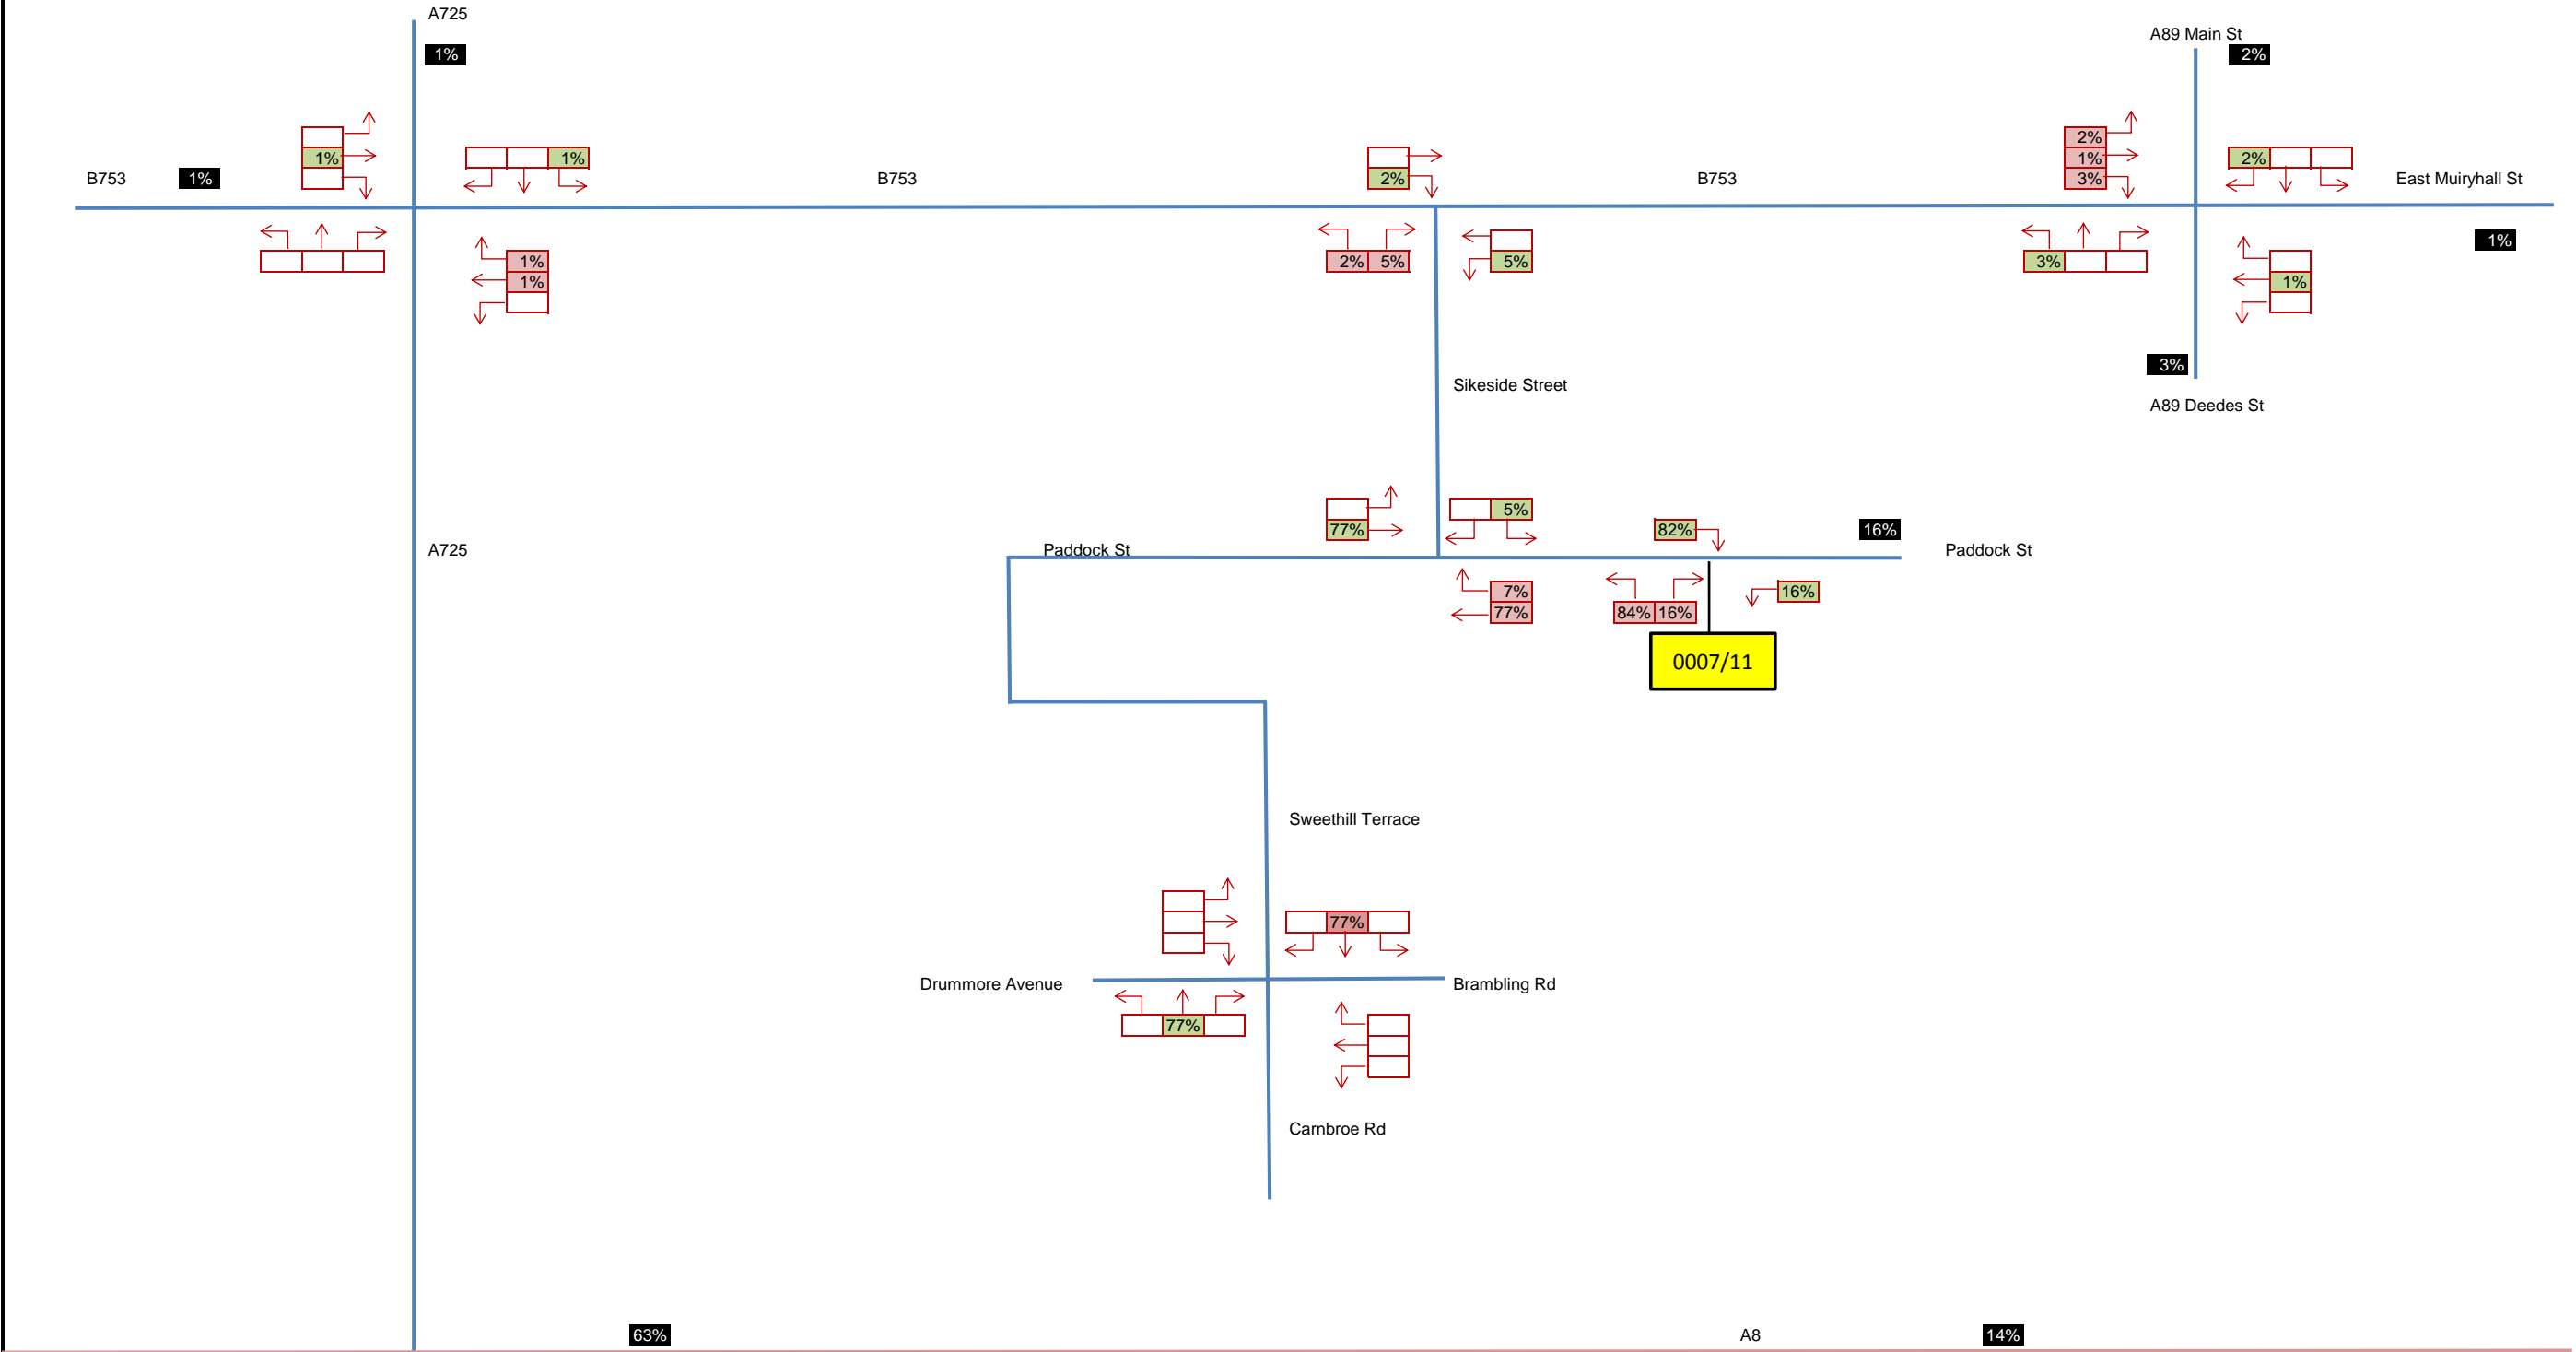 A725
A89 Main St
1%
2%
2%
1%
1%
1%
1%
2%
B753
1%
B753
2%
B753
3%
East Muiryhall St
1%
1%
2%
5%
5%
3%
1%
1%
3%
Sikeside Street
A89 Deedes St
5%
77%
82%
16%
A725
Paddock St
Paddock St
7%
16%
77%
84%
16%
0007/11
Sweethill Terrace
77%
Drummore Avenue
Brambling Rd
77%
Carnbroe Rd
63%
A8
14%